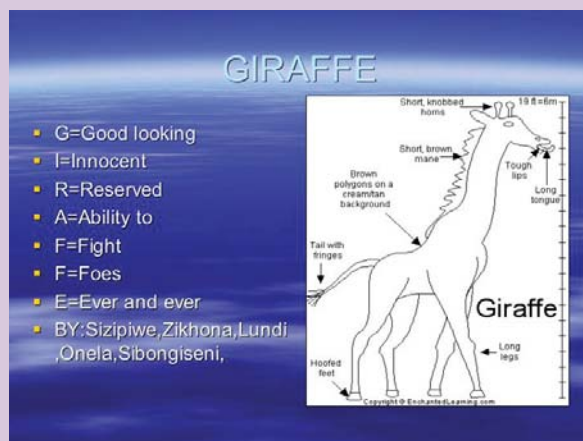 GIRAFFE
G=Good looking
I=Innocent
R=Reserved
A=Ability to
F=Fight
F=Foes
E=Ever and ever
BY:Sizipiwe,Zikhona,Lundi
,Onela,Sibongiseni,
Short, knobbed
horns
19 ft=6m
Short, brown
mane
Tough
lips
Long
tongue
Brown
polygons on a
cream/tan
background
Tail with
fringes
Giraffe
Long
legs
Hoofed
feet
Copyright © EnchantedLearning.com